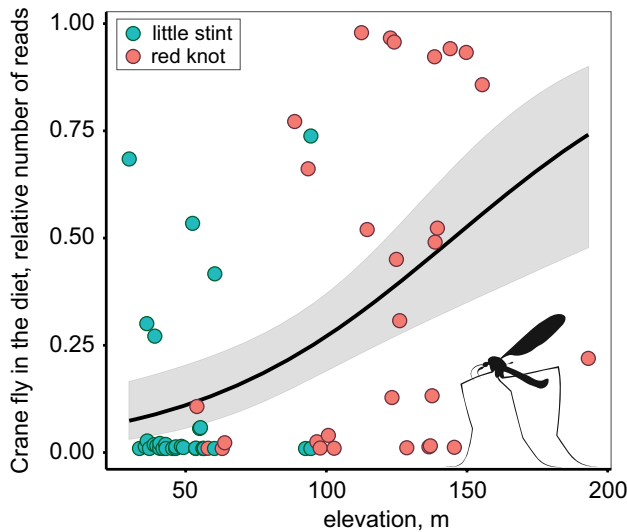 Crane fly in the diet, relative number of reads
1.00
0.75
0.50
0.25
0.00
little stint
red knot
50
100
150
200
elevation, m